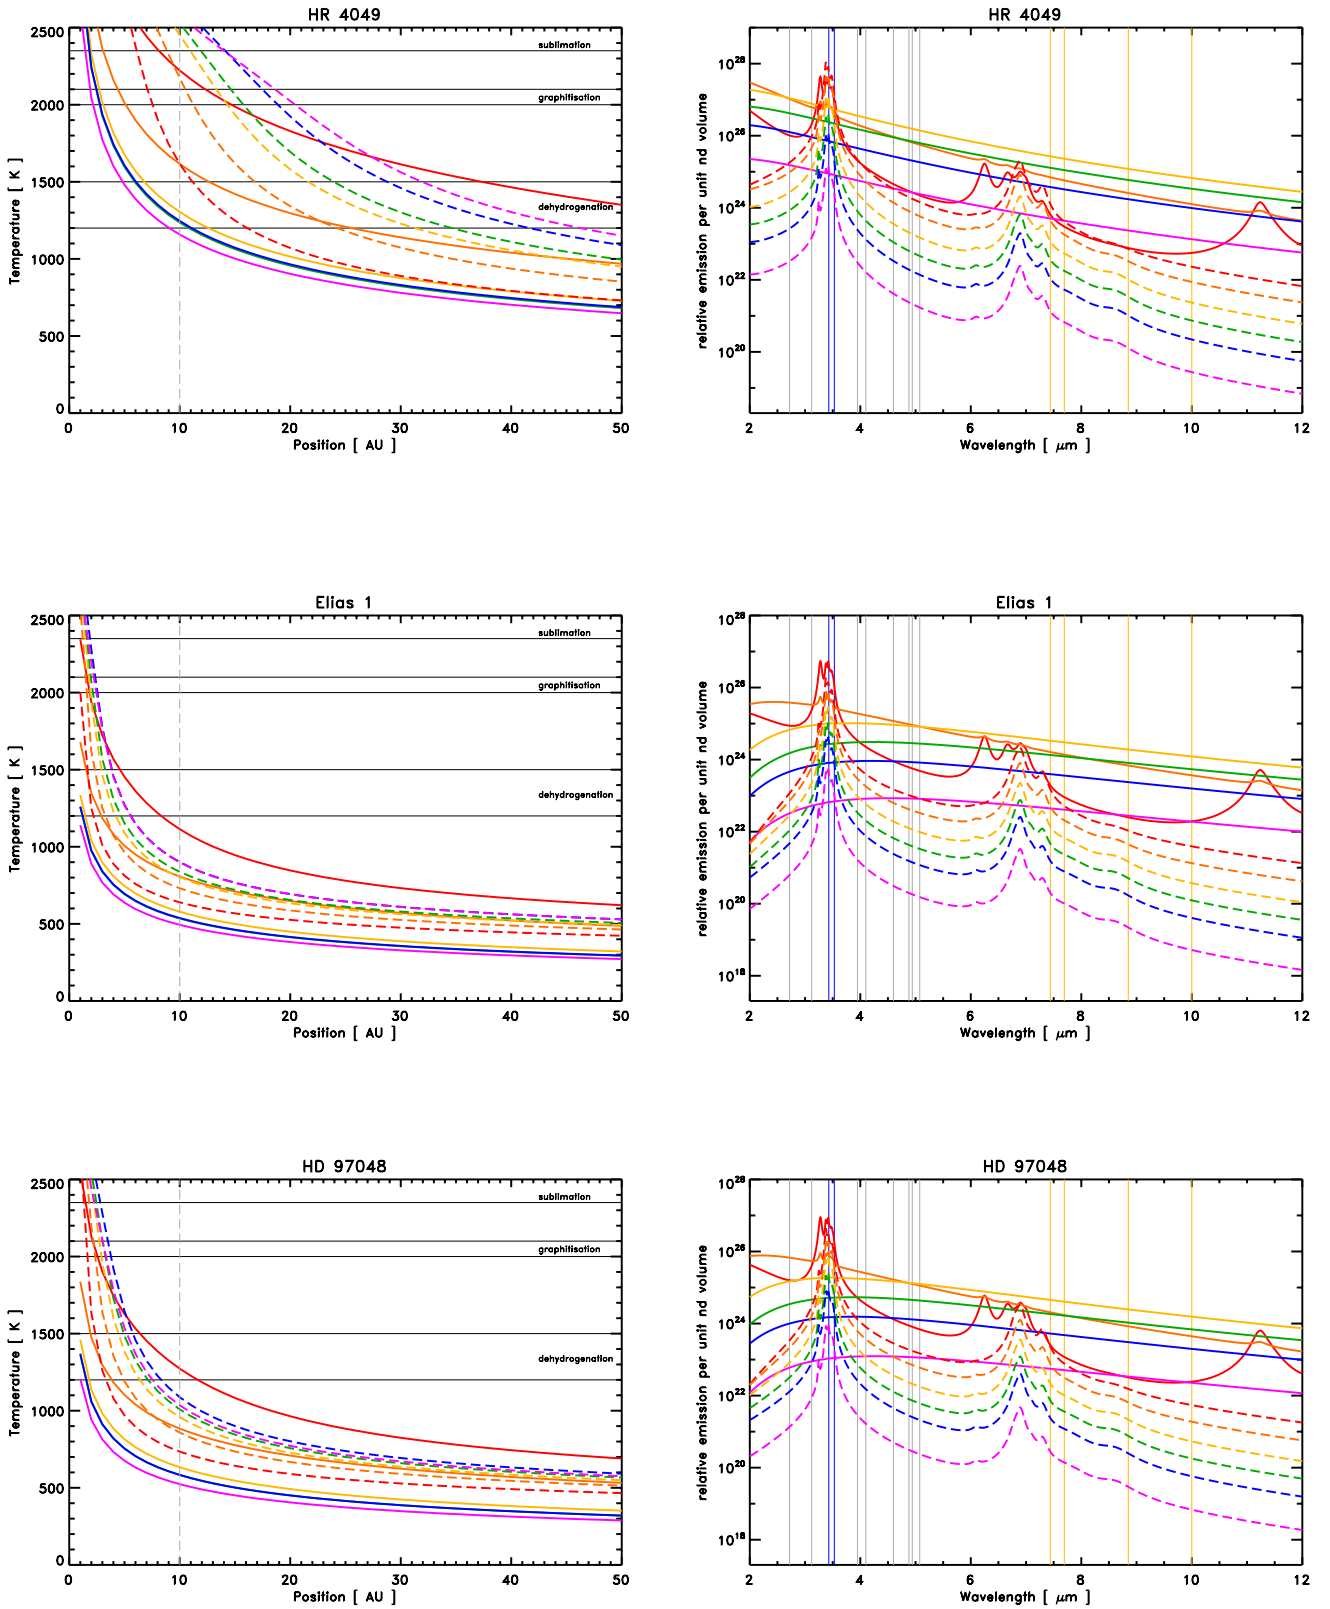 HR 4049
2500
2000
1500
1000
500
0
Temperature [ K ]
sublimation
graphitisation
dehydrogenation
0 10 20 30 40 50
Position [ AU ]
HR 4049
10^28
10^26
10^24
10^22
10^20
relative emission per unit nd volume
2 4 6 8 10 12
Wavelength [ μm ]
Elias 1
2500
2000
1500
1000
500
0
Temperature [ K ]
sublimation
graphitisation
dehydrogenation
0 10 20 30 40 50
Position [ AU ]
Elias 1
10^28
10^26
10^24
10^22
10^20
10^18
relative emission per unit nd volume
2 4 6 8 10 12
Wavelength [ μm ]
HD 97048
2500
2000
1500
1000
500
0
Temperature [ K ]
sublimation
graphitisation
dehydrogenation
0 10 20 30 40 50
Position [ AU ]
HD 97048
10^28
10^26
10^24
10^22
10^20
10^18
relative emission per unit nd volume
2 4 6 8 10 12
Wavelength [ μm ]